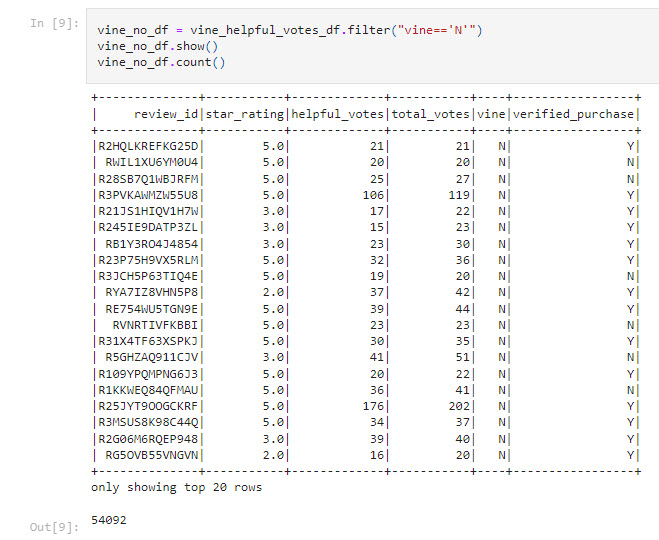 In [9]:
vine_no_df = vine_helpful_votes_df.filter("vine=='N'")
vine_no_df.show()
vine_no_df.count()
+--------------+-----------+-------------+-----------+----+-----------------+
|     review_id|star_rating|helpful_votes|total_votes|vine|verified_purchase|
+--------------+-----------+-------------+-----------+----+-----------------+
|R2HQLKREFKG25D|        5.0|           21|         21|   N|                Y|
| RWIL1XU6YM0U4|        5.0|           20|         20|   N|                N|
|R28SB7Q1WBJRFM|        5.0|           25|         27|   N|                N|
|R3PVKAWMZW55U8|        5.0|          106|        119|   N|                Y|
|R21JS1HIQV1H7W|        3.0|           17|         22|   N|                Y|
|R245IE9DATP3ZL|        3.0|           15|         23|   N|                Y|
| RB1Y3RO4J4854|        3.0|           23|         30|   N|                Y|
|R23P75H9VX5RLM|        5.0|           32|         36|   N|                Y|
|R3JCH5P63TIQ4E|        5.0|           19|         20|   N|                N|
| RYA7IZ8VHN5P8|        2.0|           37|         42|   N|                Y|
| RE754WU5TGN9E|        5.0|           39|         44|   N|                Y|
| RVNRTIVFKBBI|        5.0|           23|         23|   N|                N|
|R31X4TF63XSPKJ|        5.0|           30|         35|   N|                Y|
| R5GHZAQ911CJV|        3.0|           41|         51|   N|                N|
|R109YPQMPNG6J3|        5.0|           20|         22|   N|                Y|
|R1KKWEQ84QFMAU|        5.0|           36|         41|   N|                N|
|R25JYT9OOGCKRF|        5.0|          176|        202|   N|                Y|
|R3MSUS8K98C44Q|        5.0|           34|         37|   N|                Y|
|R2G06M6RQEP948|        3.0|           39|         40|   N|                Y|
| RG5OVB55VNGVN|        2.0|           16|         20|   N|                Y|
+--------------+-----------+-------------+-----------+----+-----------------+
only showing top 20 rows
Out[9]: 54092